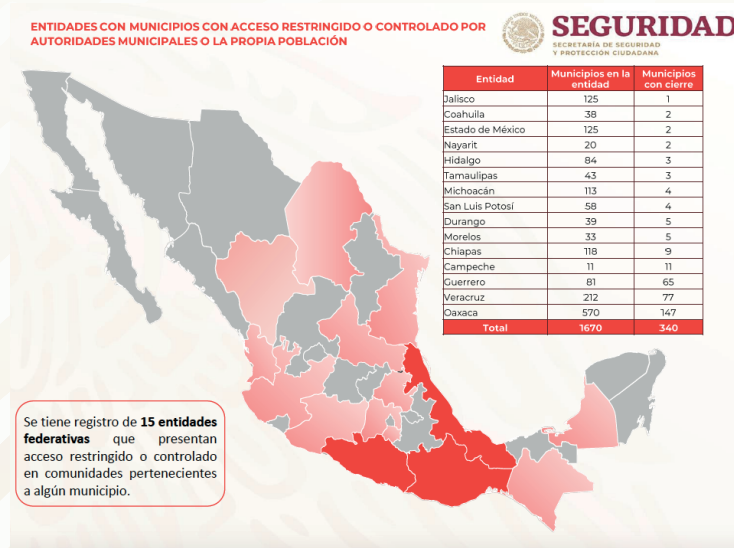 ENTIDADES CON MUNICIPIOS CON ACCESO RESTRINGIDO O CONTROLADO POR
AUTORIDADES MUNICIPALES O LA PROPIA POBLACIÓN
SEGURIDAD
SECRETARÍA DE SEGURIDAD
Y PROTECCIÓN CIUDADANA
Entidad Municipios en la entidad Municipios con cierre
Jalisco 125 1
Coahuila 38 2
Estado de México 125 2
Nayarit 20 2
Hidalgo 84 3
Tamaulipas 43 3
Michoacán 113 4
San Luis Potosí 58 4
Durango 39 5
Morelos 33 5
Chiapas 118 9
Campeche 11 11
Guerrero 81 65
Veracruz 212 77
Oaxaca 570 147
Total 1670 340
Se tiene registro de 15 entidades
federativas que presentan
acceso restringido o controlado
en comunidades pertenecientes
a algún municipio.